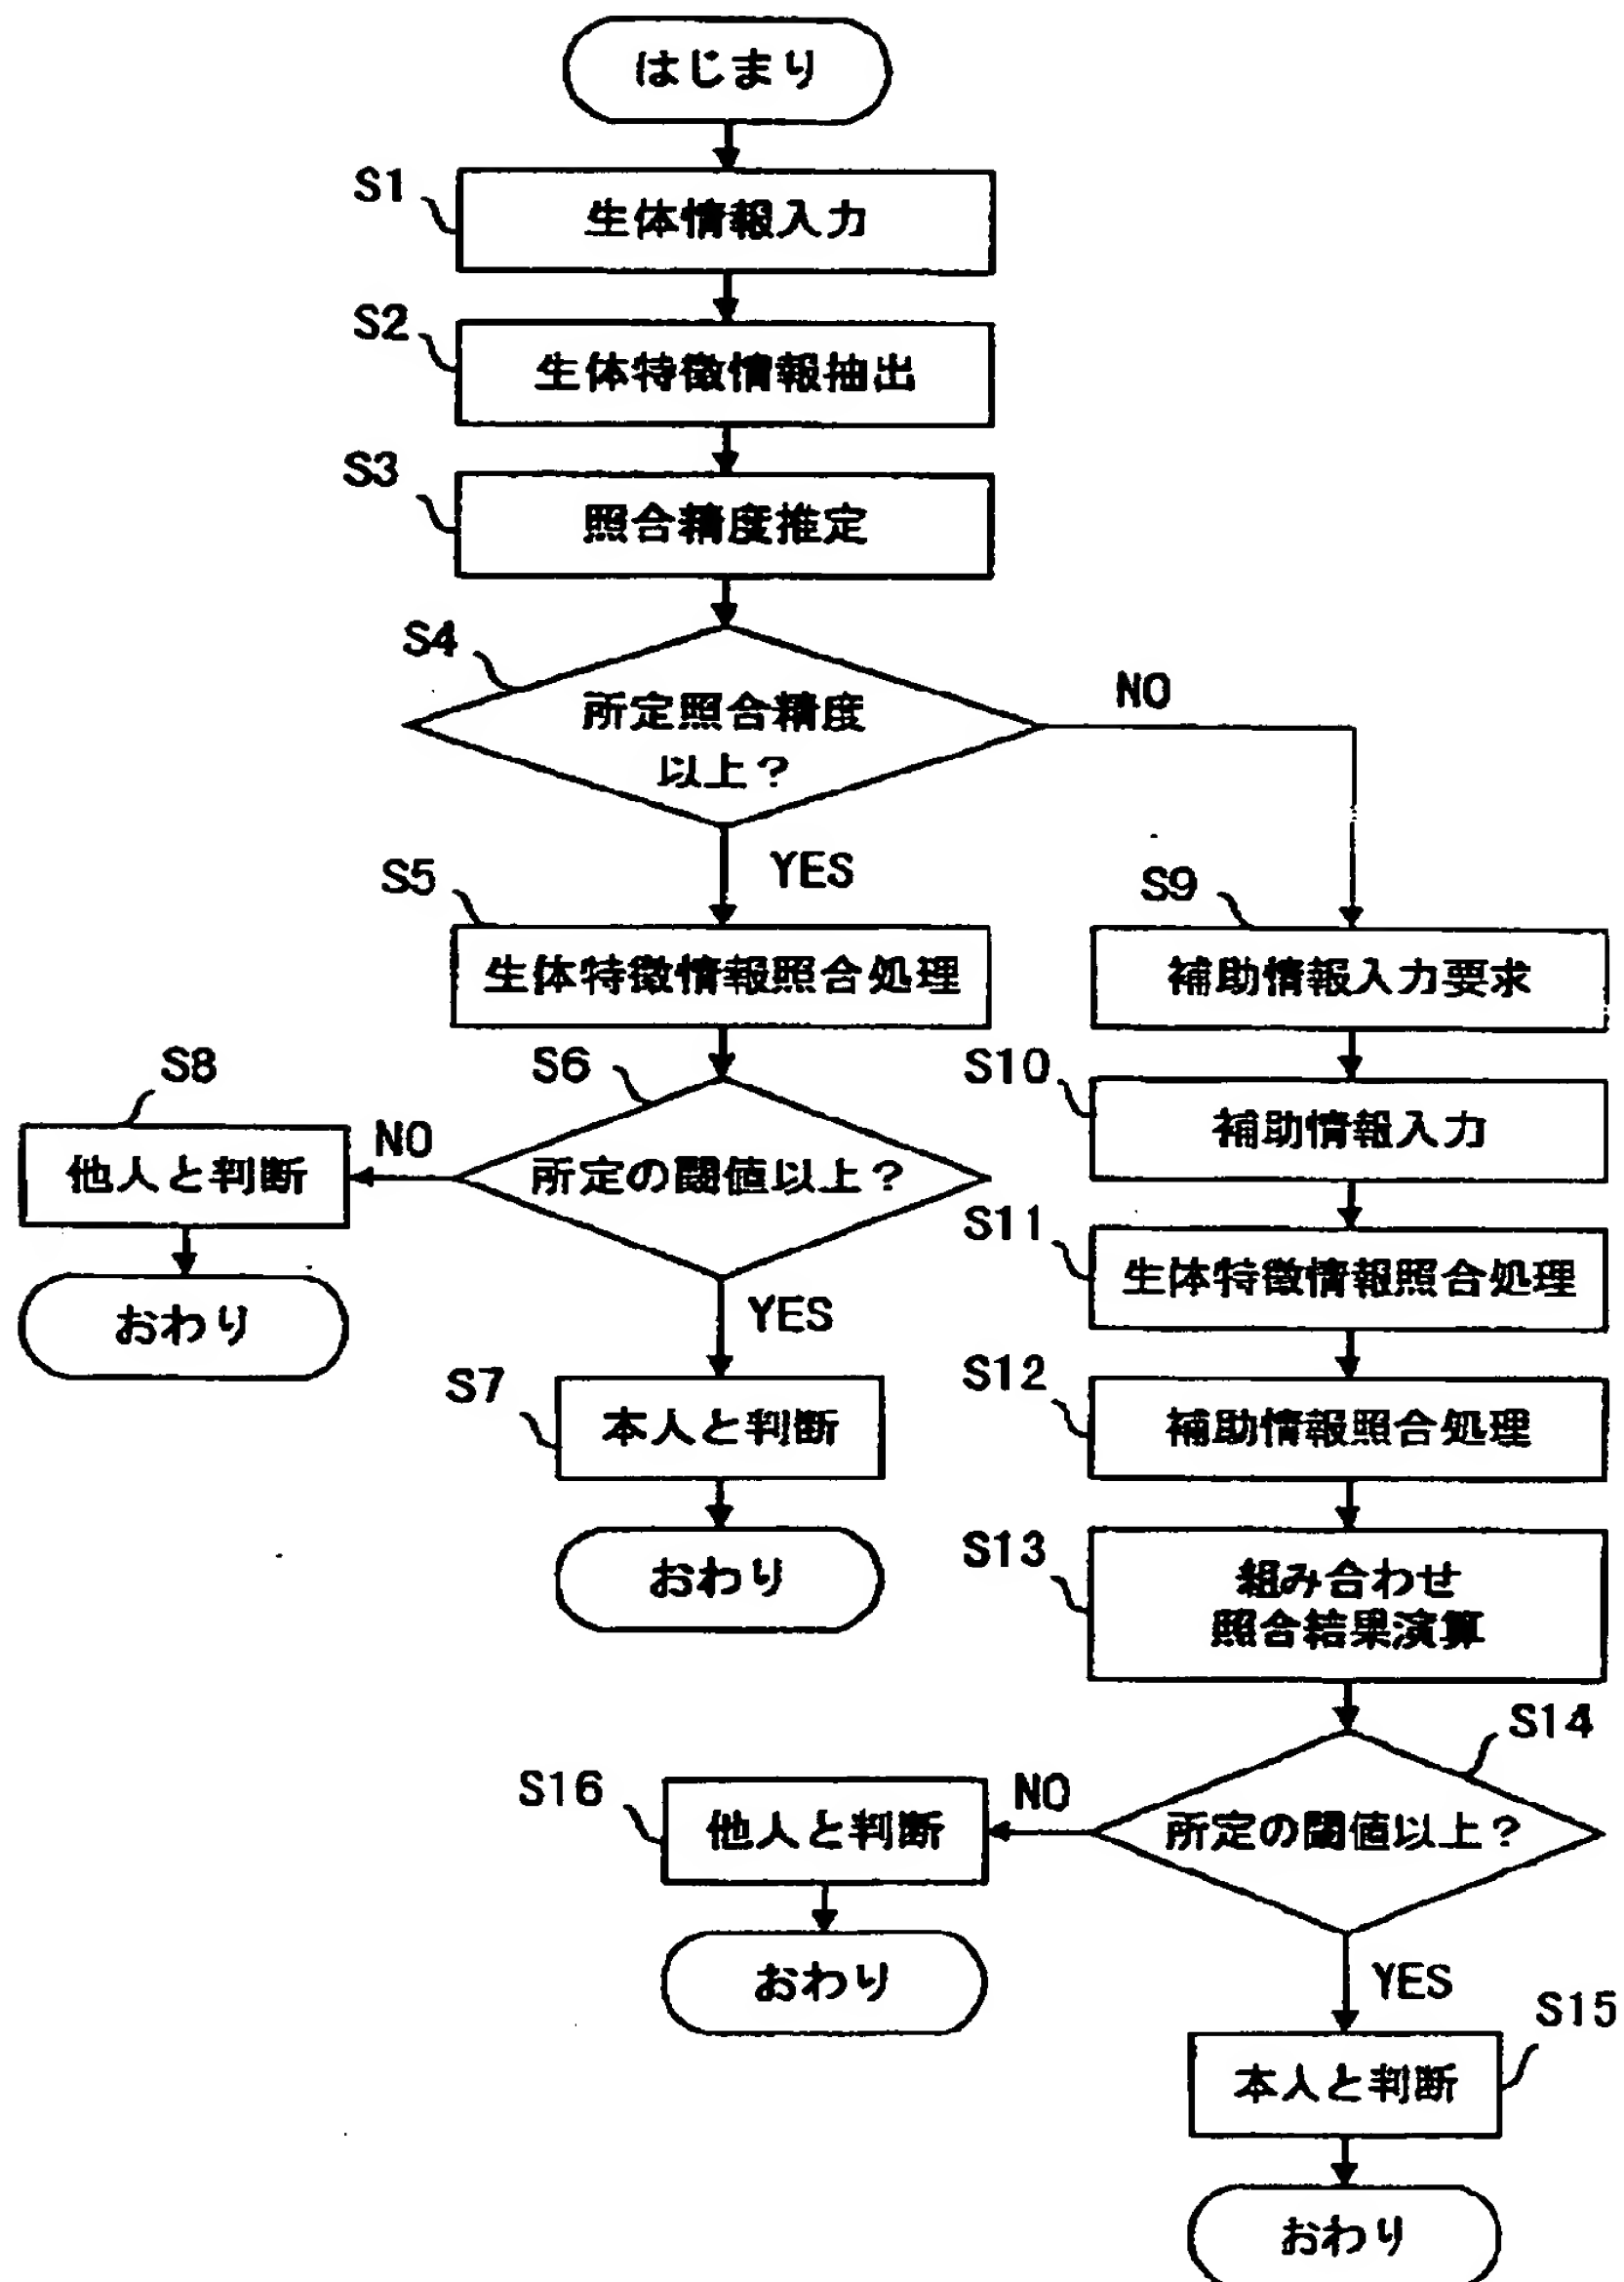 はじまり
S1
生体情報入力
S2
生体特徴情報抽出
S3
照合精度推定
S4
所定照合精度
以上？
NO
YES
S5
生体特徴情報照合処理
S6
所定の閾値以上？
NO
S8
他人と判断
おわり
YES
S7
本人と判断
おわり
S9
補助情報入力要求
S10
補助情報入力
S11
生体特徴情報照合処理
S12
補助情報照合処理
S13
組み合わせ
照合結果演算
S14
所定の閾値以上？
NO
S16
他人と判断
おわり
YES
S15
本人と判断
おわり